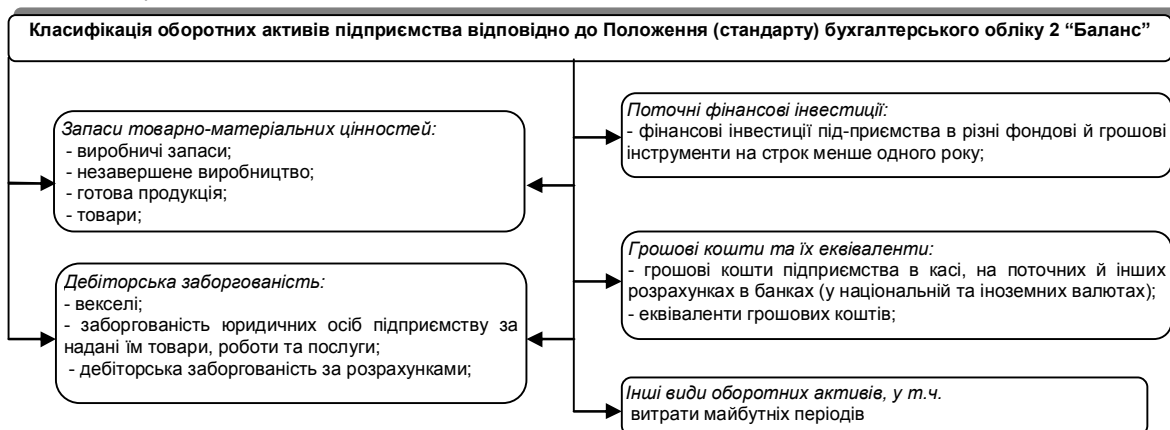 Класифікація оборотних активів підприємства відповідно до Положення (стандарту) бухгалтерського обліку 2 “Баланс”
Запаси товарно-матеріальних цінностей:
- виробничі запаси;
- незавершене виробництво;
- готова продукція;
- товари;
Дебіторська заборгованість:
- векселі;
- заборгованість юридичних осіб підприємству за
надані їм товари, роботи та послуги;
- дебіторська заборгованість за розрахунками;
Поточні фінансові інвестиції:
- фінансові інвестиції під-приємства в різні фондові й грошові
інструменти на строк менше одного року;
Грошові кошти та їх еквіваленти:
- грошові кошти підприємства в касі, на поточних й інших
розрахунках в банках (у національній та іноземних валютах);
- еквіваленти грошових коштів;
Інші види оборотних активів, у т.ч.
витрати майбутніх періодів